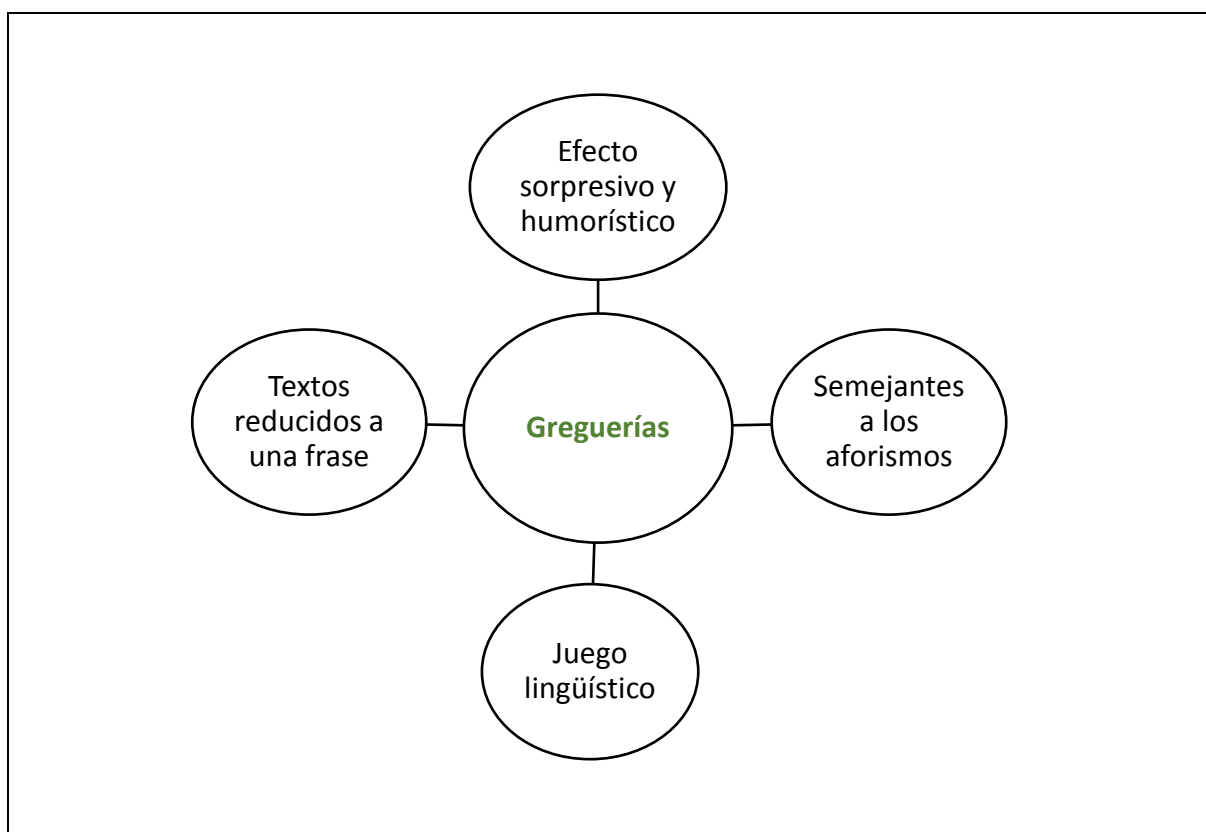 Efecto
sorpresivo y
humorístico
Textos
reducidos a
una frase
Greguerías
Semejantes
a los
aforismos
Juego
lingüístico